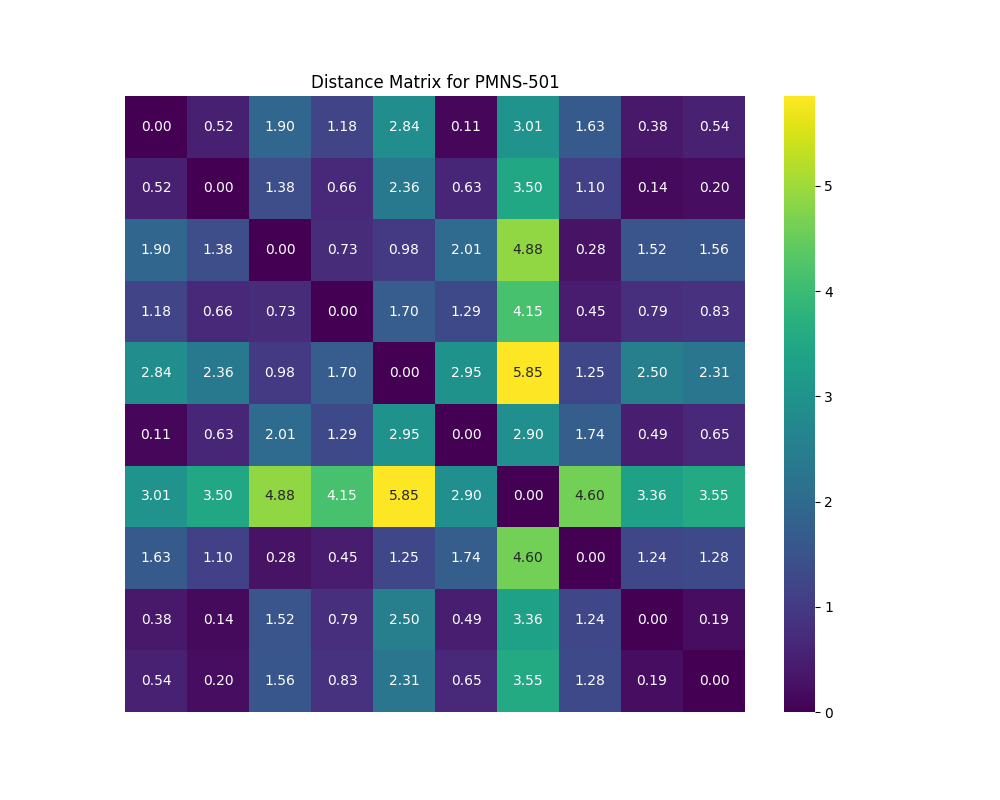 Distance Matrix for PMNS-501
0.00 0.52 1.90 1.18 2.84 0.11 3.01 1.63 0.38 0.54
0.52 0.00 1.38 0.66 2.36 0.63 3.50 1.10 0.14 0.20
5
1.90 1.38 0.00 0.73 0.98 2.01 4.88 0.28 1.52 1.56
4
1.18 0.66 0.73 0.00 1.70 1.29 4.15 0.45 0.79 0.83
2.84 2.36 0.98 1.70 0.00 2.95 5.85 1.25 2.50 2.31
3
0.11 0.63 2.01 1.29 2.95 0.00 2.90 1.74 0.49 0.65
3.01 3.50 4.88 4.15 5.85 2.90 0.00 4.60 3.36 3.55
2
1.63 1.10 0.28 0.45 1.25 1.74 4.60 0.00 1.24 1.28
1
0.38 0.14 1.52 0.79 2.50 0.49 3.36 1.24 0.00 0.19
0.54 0.20 1.56 0.83 2.31 0.65 3.55 1.28 0.19 0.00
0